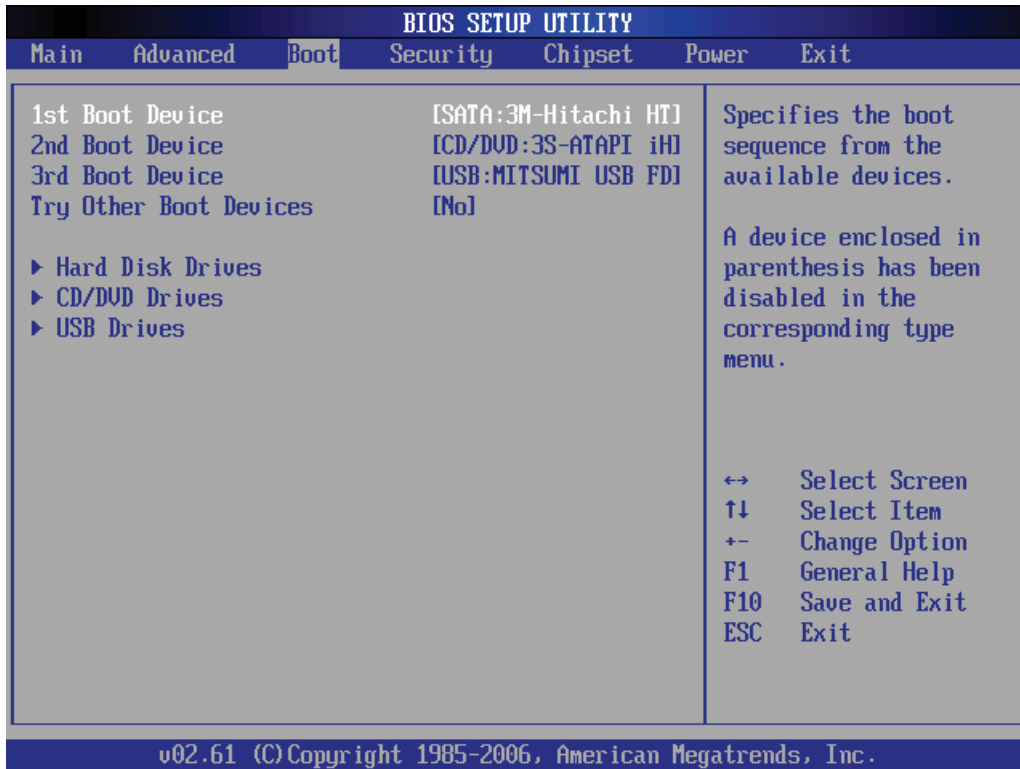 BIOS SETUP UTILITY
Main Advanced Boot Security Chipset Power Exit
1st Boot Device [SATA:3M-Hitachi HT]
2nd Boot Device [CD/DVD:3S-ATAPI iH]
3rd Boot Device [USB:MITSUMI USB FD]
Try Other Boot Devices [No]
▶ Hard Disk Drives
▶ CD/DVD Drives
▶ USB Drives
Specifies the boot
sequence from the
available devices.
A device enclosed in
parenthesis has been
disabled in the
corresponding type
menu.
←→ Select Screen
↑↓ Select Item
+- Change Option
F1 General Help
F10 Save and Exit
ESC Exit
v02.61 (C)Copyright 1985-2006, American Megatrends, Inc.